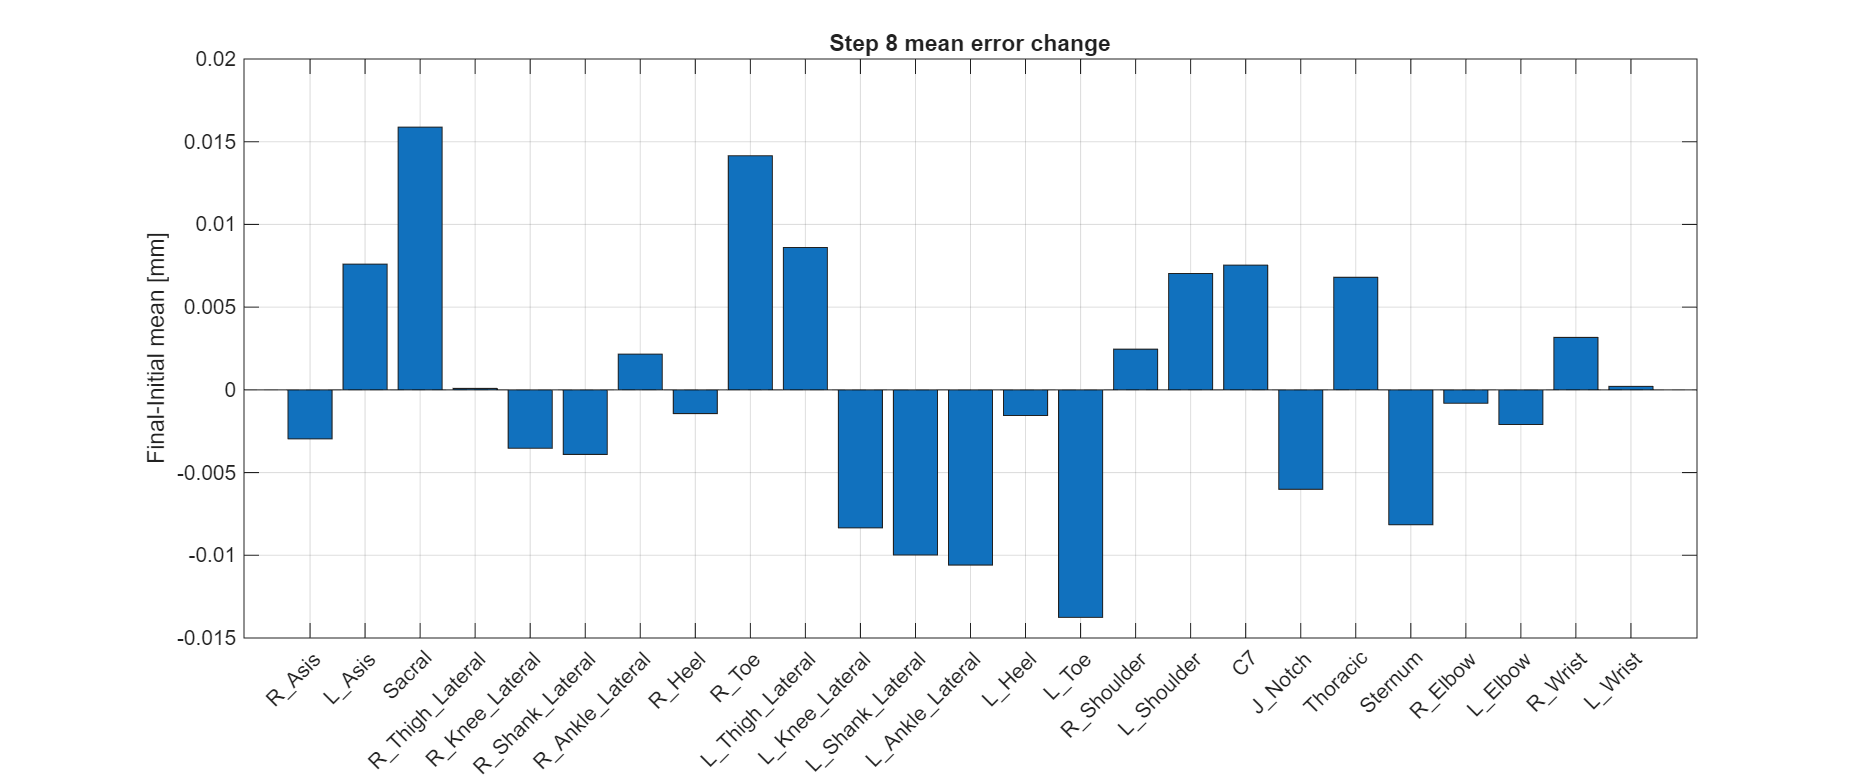 Step 8 mean error change
Final-Initial mean [mm]
0.02
0.015
0.01
0.005
0
-0.005
-0.01
-0.015
R_Asis
L_Asis
Sacral
R_Thigh_Lateral
R_Knee_Lateral
R_Shank_Lateral
R_Ankle_Lateral
R_Heel
R_Toe
L_Thigh_Lateral
L_Knee_Lateral
L_Shank_Lateral
L_Ankle_Lateral
L_Heel
L_Toe
R_Shoulder
L_Shoulder
C7
J_Notch
Thoracic
Sternum
R_Elbow
L_Elbow
R_Wrist
L_Wrist